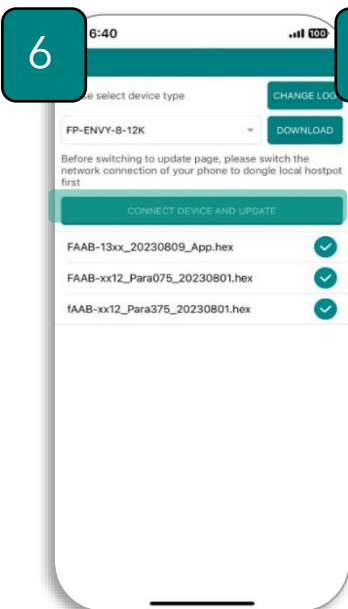 6
6:40
100
select device type
CHANGE LOG
FP-ENVY-8-12K
DOWNLOAD
Before switching to update page, please switch the
network connection of your phone to dongle local hostpot
first
CONNECT DEVICE AND UPDATE
FAAB-13xx_20230809_App.hex
FAAB-xx12_Para075_20230801.hex
fAAB-xx12_Para375_20230801.hex